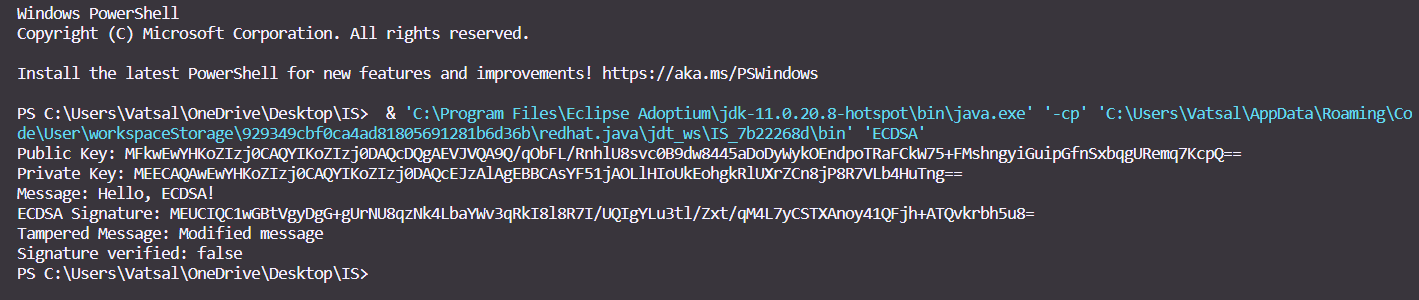 Windows PowerShell
Copyright (C) Microsoft Corporation. All rights reserved.
Install the latest PowerShell for new features and improvements! https://aka.ms/PSWindows
PS C:\Users\Vatsal\OneDrive\Desktop\IS>  & 'C:\Program Files\Eclipse Adoptium\jdk-11.0.20.8-hotspot\bin\java.exe' '-cp' 'C:\Users\Vatsal\AppData\Roaming\Co
de\User\workspaceStorage\929349cbf0ca4ad81805691281b6d36b\redhat.java\jdt_ws\IS_7b22268d\bin' 'ECDSA'
Public Key: MFkwEwYHKoZIzj0CAQYIKoZIzj0DAQcDQgAEVJVQA9Q/qObFL/RnhlU8svc0B9dw8445aDoDyWykOEndpoTRaFCkW75+FMshngyiGuipGfnSxbqgURemq7KcpQ==
Private Key: MEECAQAwEwYHKoZIzj0CAQYIKoZIzj0DAQcEJzAlAgEBBCAsYF51jAOLlHIoUkEohgkRlUXrZCn8jP8R7VLb4HuTng==
Message: Hello, ECDSA!
ECDSA Signature: MEUCIQC1wGBtVgyDgG+gUrNU8qzNk4LbaYWv3qRkI8l8R7I/UQIgYLu3tl/Zxt/qM4L7yCSTXAnoy41QFjh+ATQvkrbh5u8=
Tampered Message: Modified message
Signature verified: false
PS C:\Users\Vatsal\OneDrive\Desktop\IS>